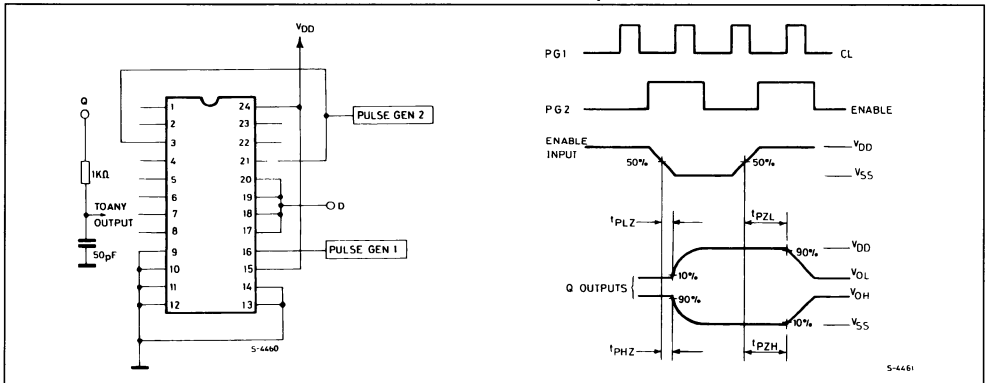 VDD
Q
1KΩ
TO ANY
OUTPUT
50pF
1
2
3
4
5
6
7
8
9
10
11
12
24
23
22
21
20
19
18
17
16
15
14
13
PULSE GEN 2
D
PULSE GEN 1
S-4460
PG1
CL
PG2
ENABLE
ENABLE
INPUT
50%
50%
VDD
VSS
tPLZ
tPZL
10%
90%
VDD
VOL
Q OUTPUTS
90%
10%
VOH
VSS
tPHZ
tPZH
S-4461